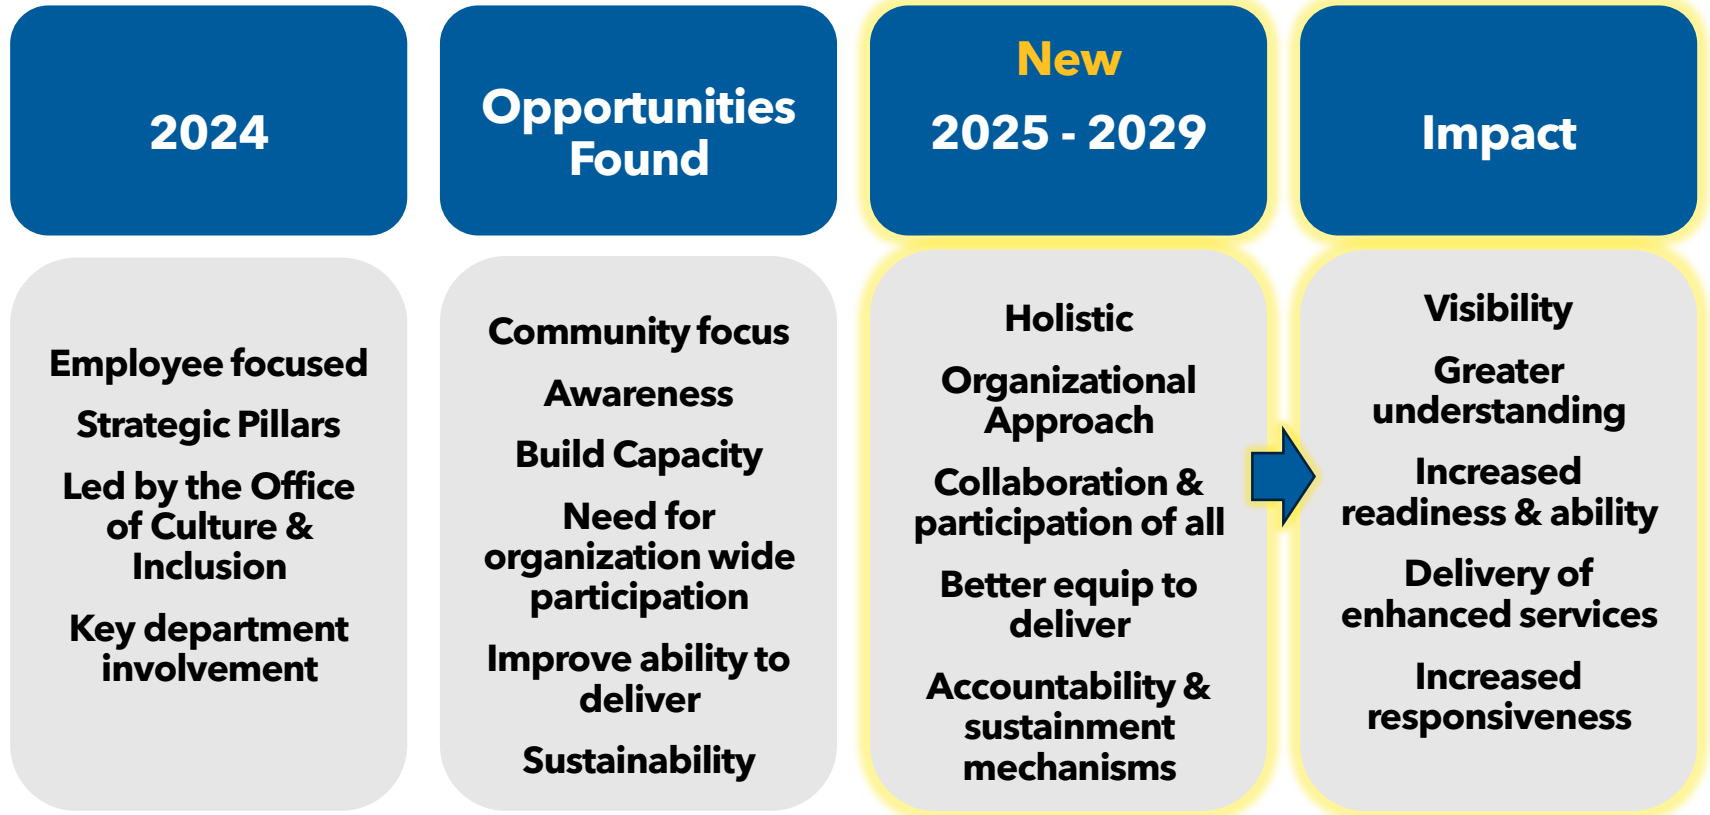 2024
Employee focused
Strategic Pillars
Led by the Office
of Culture &
Inclusion
Key department
involvement
Opportunities
Found
Community focus
Awareness
Build Capacity
Need for
organization wide
participation
Improve ability to
deliver
Sustainability
New
2025 - 2029
Holistic
Organizational
Approach
Collaboration &
participation of all
Better equip to
deliver
Accountability &
sustainment
mechanisms
Impact
Visibility
Greater
understanding
Increased
readiness & ability
Delivery of
enhanced services
Increased
responsiveness